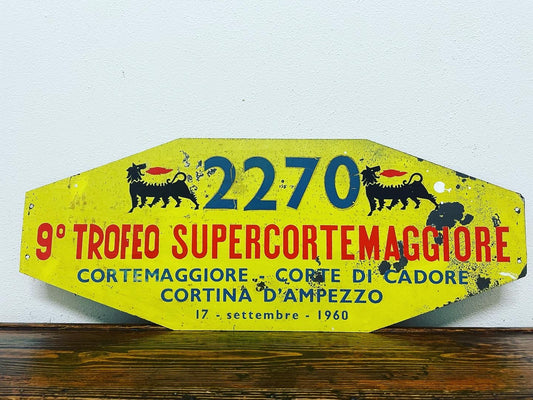 2270
9° TROFEO SUPERCORTEMAGGIORE
CORTEMAGGIORE - CORTE DI CADORE
CORTINA D'AMPEZZO
17 - settembre - 1960